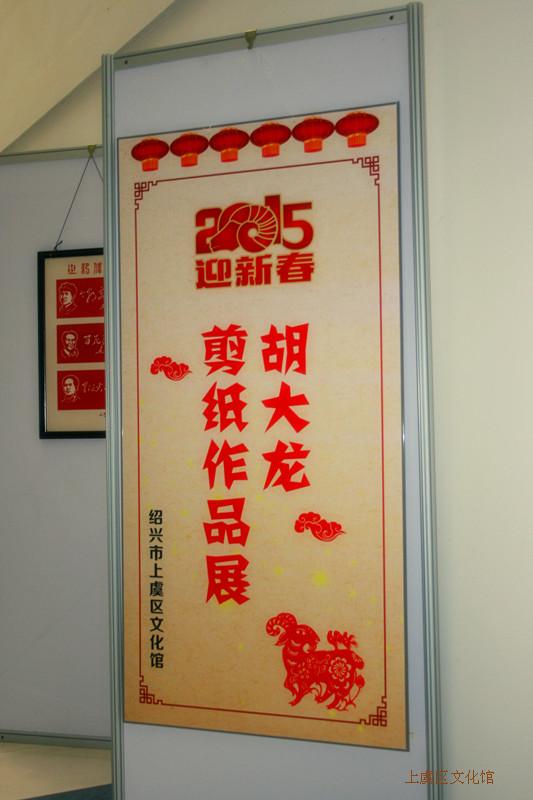 2015
迎新春
胡大龙
剪纸作品展
绍兴市上虞区文化馆
上虞区文化馆